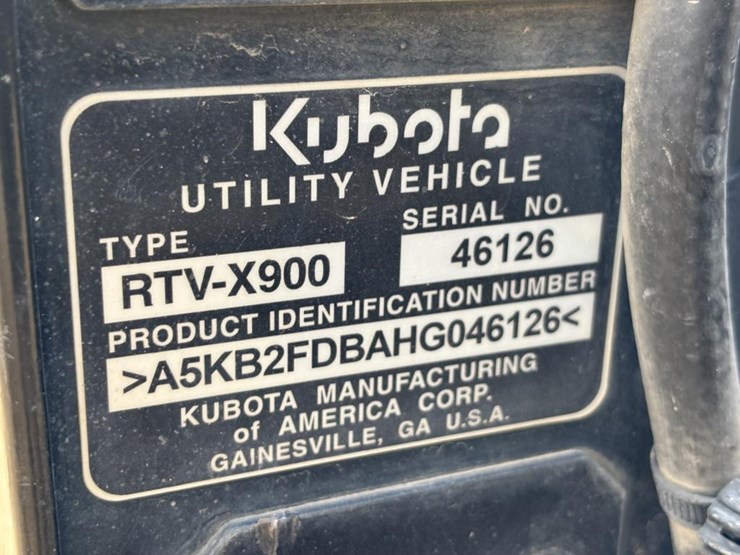 Kubota
UTILITY VEHICLE
TYPE
SERIAL NO.
RTV-X900
46126
PRODUCT IDENTIFICATION NUMBER
>A5KB2FDBAHG046126<
KUBOTA MANUFACTURING
of AMERICA CORP.
GAINESVILLE, GA U.S.A.